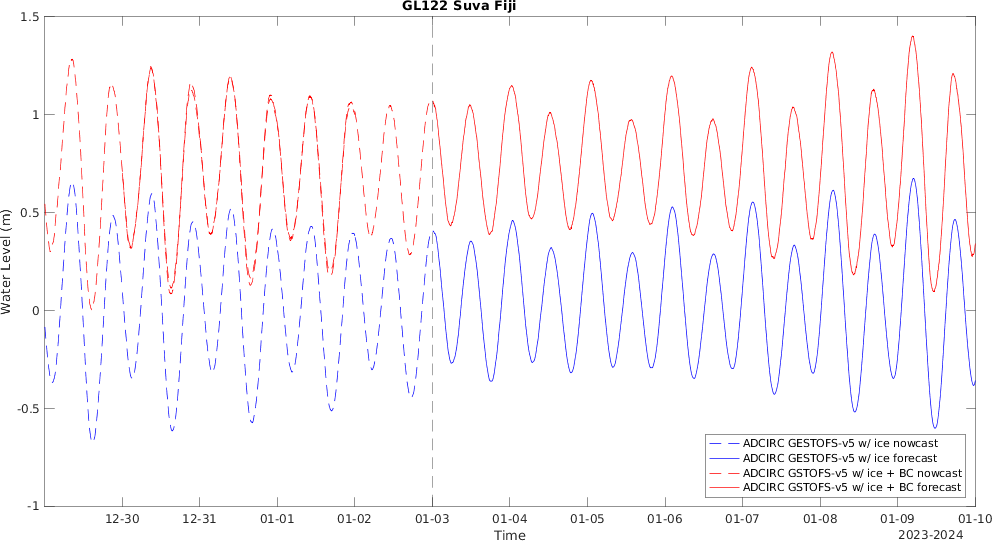 GL122 Suva Fiji
1.5
1
0.5
0
-0.5
-1
Water Level (m)
12-30
12-31
01-01
01-02
01-03
01-04
01-05
01-06
01-07
01-08
01-09
01-10
Time
2023-2024
ADCIRC GESTOFS-v5 w/ ice nowcast
ADCIRC GESTOFS-v5 w/ ice forecast
ADCIRC GSTOFS-v5 w/ ice + BC nowcast
ADCIRC GSTOFS-v5 w/ ice + BC forecast